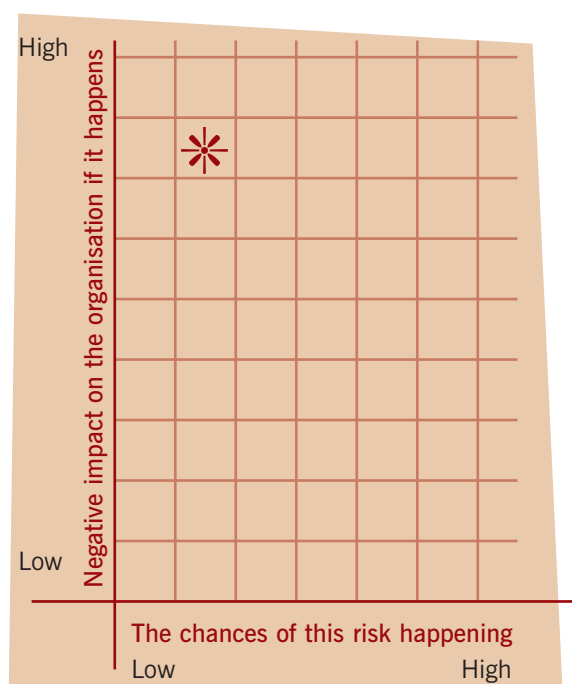 High
Negative impact on the organisation if it happens
Low
The chances of this risk happening
Low High